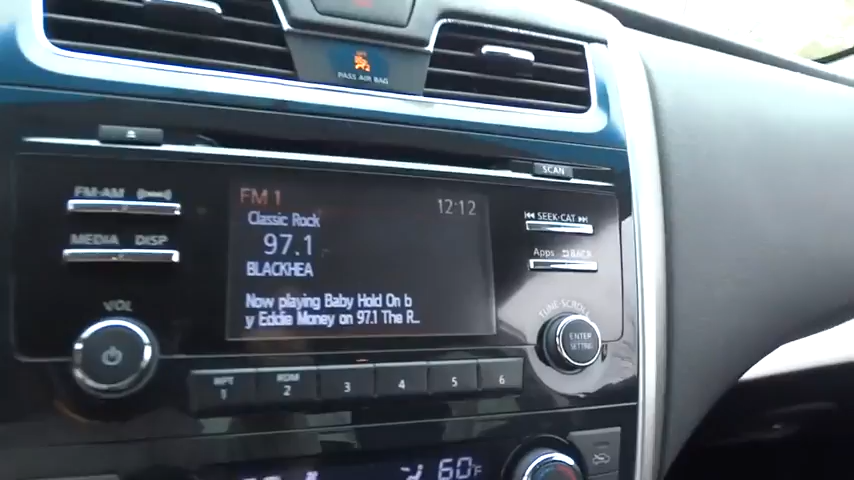 PASS AIR BAG
SCAN
FM·AM
FM 1
12:12
Classic Rock
SEEK·CAT
97.1
MEDIA DISP
BLACKHEA
Apps BACK
Now playing Baby Hold On b
y Eddie Money on 97.1 The R...
VOL
TUNE SCROLL
ENTER
SETTING
RPT
1
RDM
2
3
4
5
6
60°F